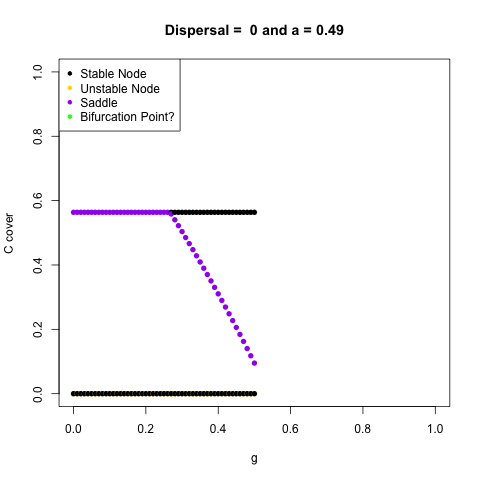 Dispersal =  0 and a = 0.49
Stable Node
Unstable Node
Saddle
Bifurcation Point?
C cover
1.0
0.8
0.6
0.4
0.2
0.0
0.0 0.2 0.4 0.6 0.8 1.0
g